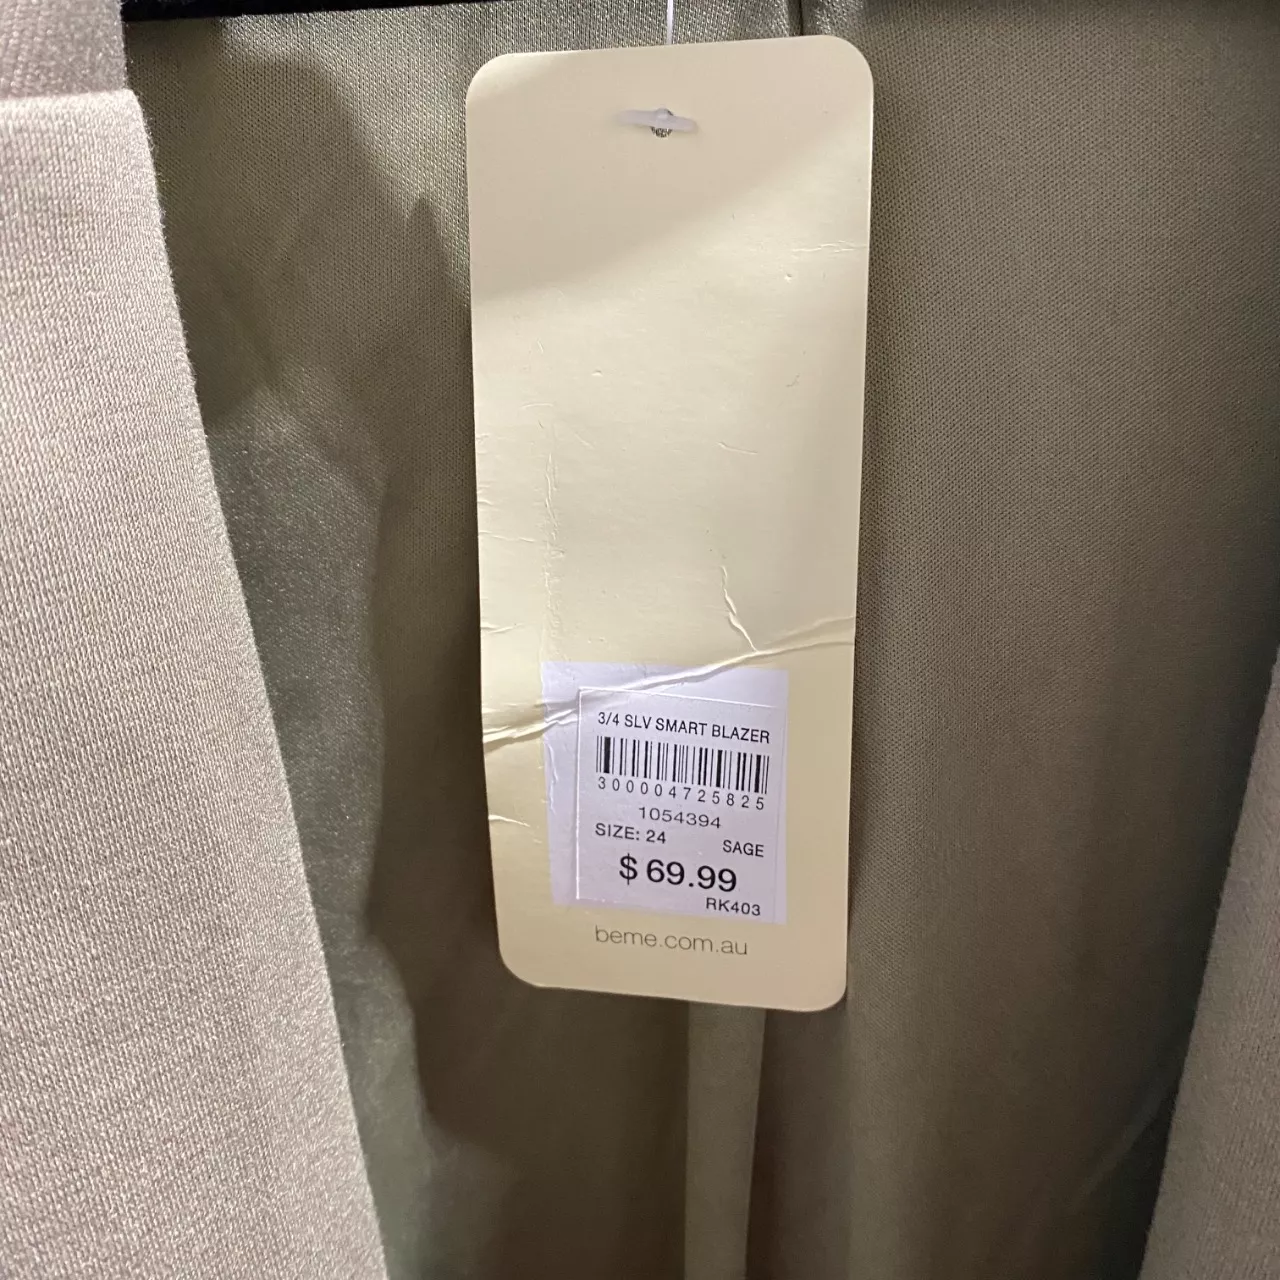 3/4 SLV SMART BLAZER
300004725825
1054394
SIZE: 24 SAGE
$69.99
RK403
beme.com.au